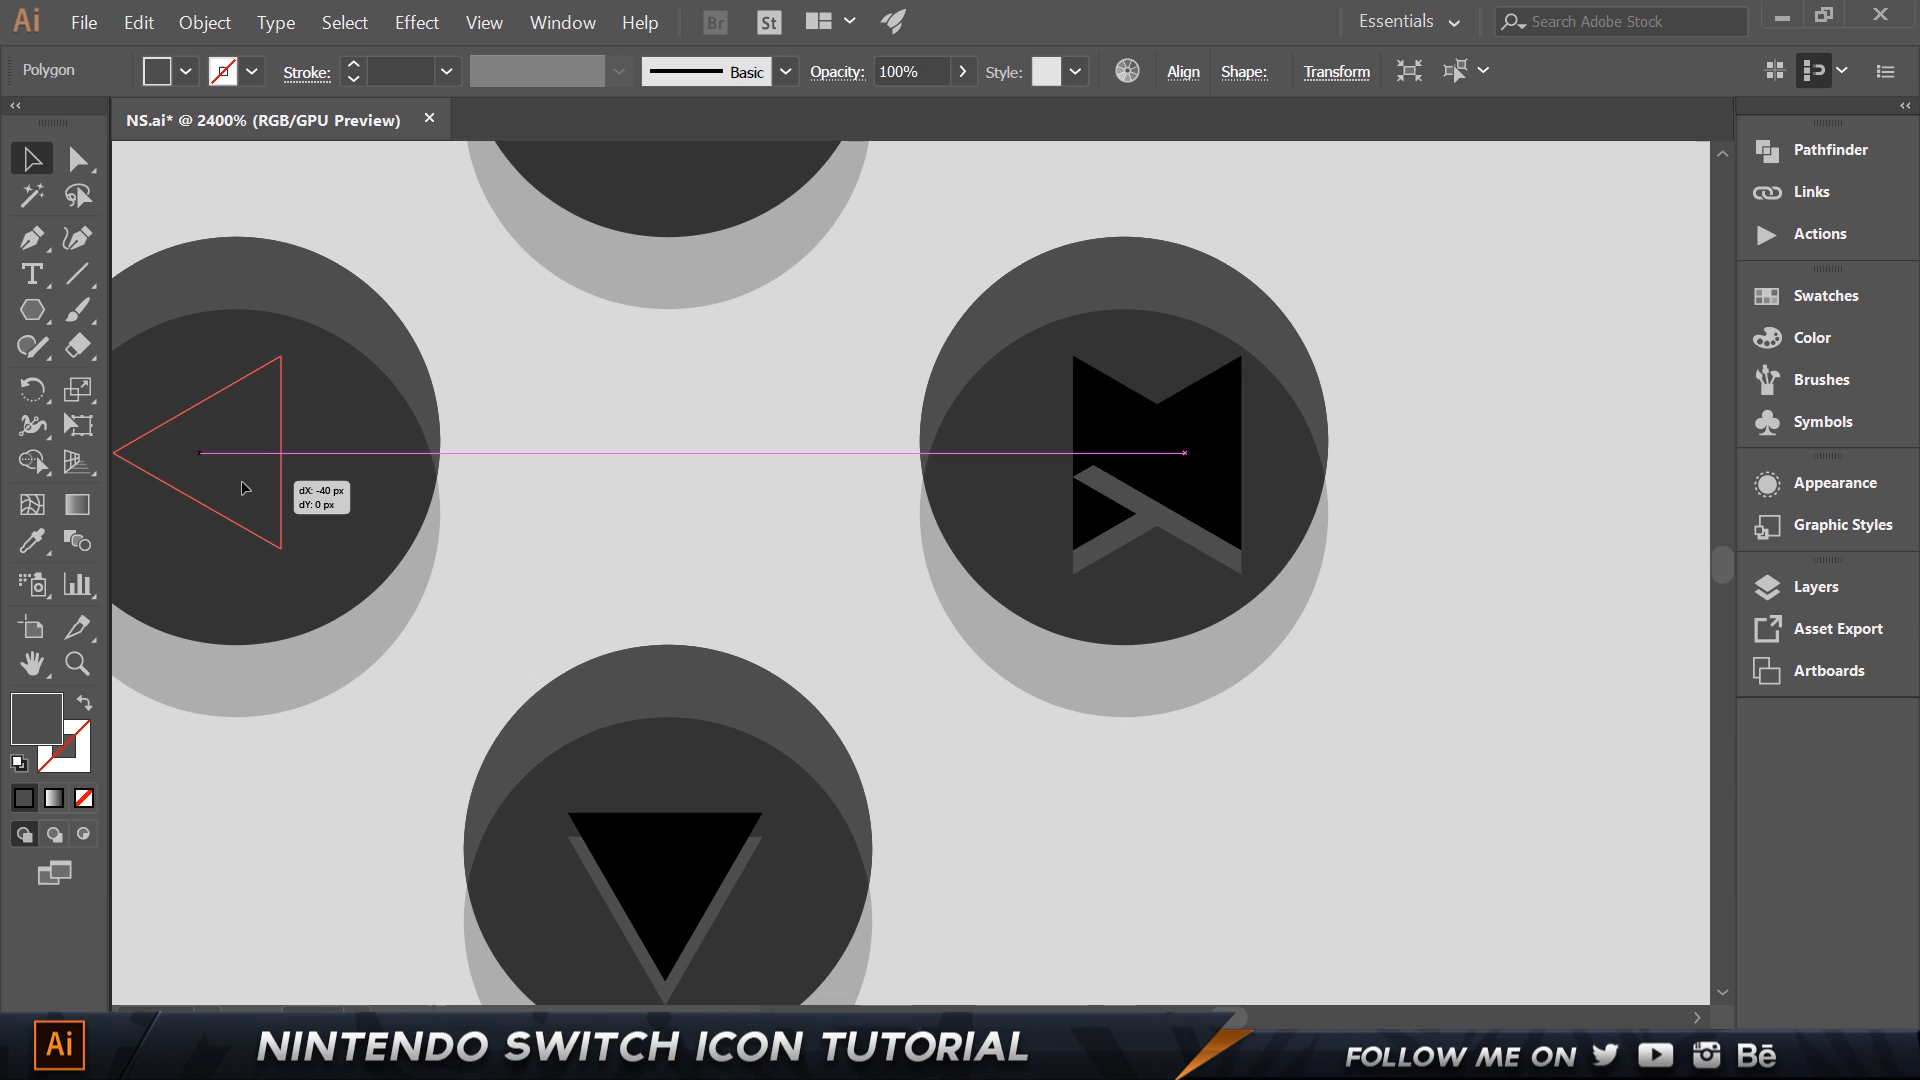 Ai File Edit Object Type Select Effect View Window Help Br St Essentials Search Adobe Stock
Polygon Stroke: Basic Opacity: 100% Style: Align Shape: Transform
NS.ai* @ 2400% (RGB/GPU Preview)
Pathfinder
Links
Actions
Swatches
Color
Brushes
Symbols
Appearance
Graphic Styles
Layers
Asset Export
Artboards
dX: -40 px
dY: 0 px
Ai NINTENDO SWITCH ICON TUTORIAL FOLLOW ME ON Bē